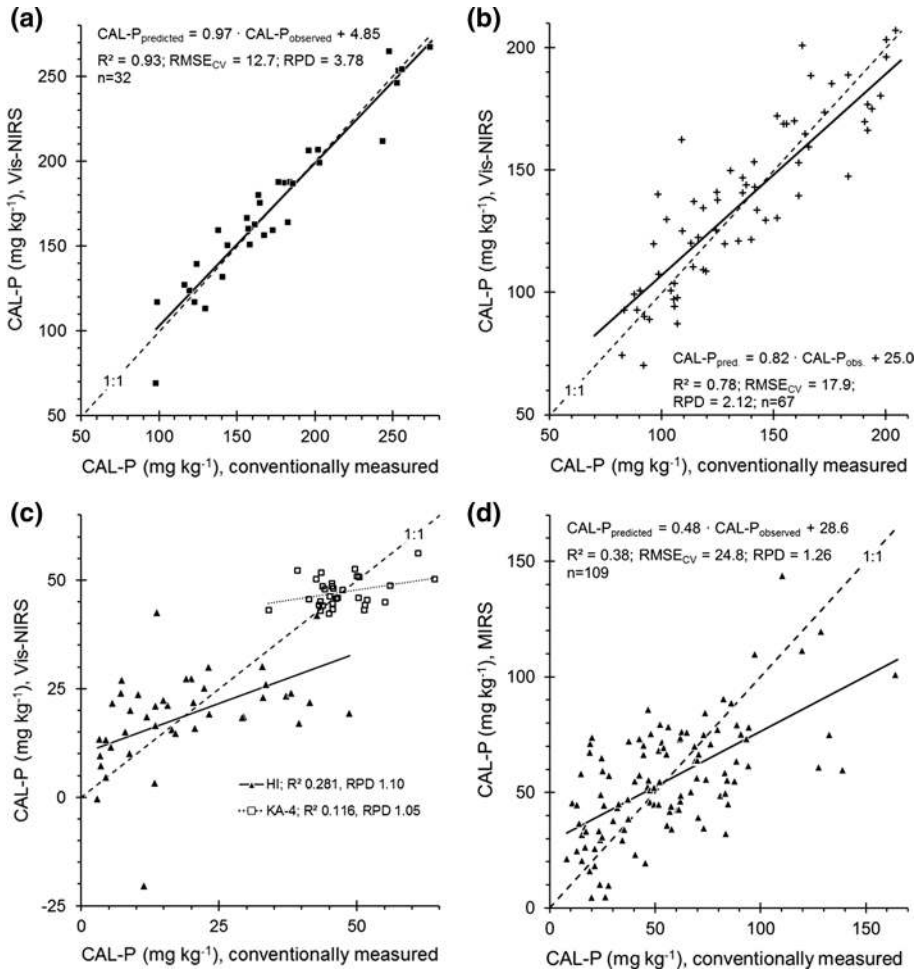 (a)
CAL-Ppredicted = 0.97 · CAL-Pobserved + 4.85
R² = 0.93; RMSECV = 12.7; RPD = 3.78
n=32
CAL-P (mg kg-1), Vis-NIRS
250
200
150
100
50
1:1
50 100 150 200 250
CAL-P (mg kg-1), conventionally measured
(b)
CAL-P (mg kg-1), Vis-NIRS
200
150
100
50
1:1
CAL-Ppred. = 0.82 · CAL-Pobs. + 25.0
R² = 0.78; RMSECV = 17.9;
RPD = 2.12; n=67
50 100 150 200
CAL-P (mg kg-1), conventionally measured
(c)
CAL-P (mg kg-1), Vis-NIRS
50
25
0
-25
1:1
HI; R² 0.281, RPD 1.10
KA-4; R² 0.116, RPD 1.05
0 25 50
CAL-P (mg kg-1), conventionally measured
(d)
CAL-Ppredicted = 0.48 · CAL-Pobserved + 28.6
R² = 0.38; RMSECV = 24.8; RPD = 1.26
n=109
1:1
CAL-P (mg kg-1), MIRS
150
100
50
0
0 50 100 150
CAL-P (mg kg-1), conventionally measured